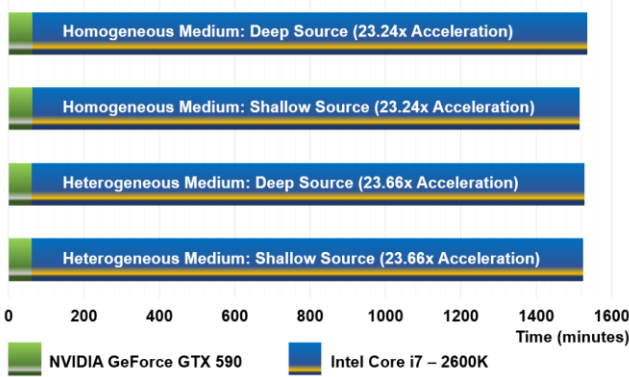 Homogeneous Medium: Deep Source (23.24x Acceleration)
Homogeneous Medium: Shallow Source (23.24x Acceleration)
Heterogeneous Medium: Deep Source (23.66x Acceleration)
Heterogeneous Medium: Shallow Source (23.66x Acceleration)
0 200 400 600 800 1000 1200 1400 1600
Time (minutes)
NVIDIA GeForce GTX 590 Intel Core i7 – 2600K